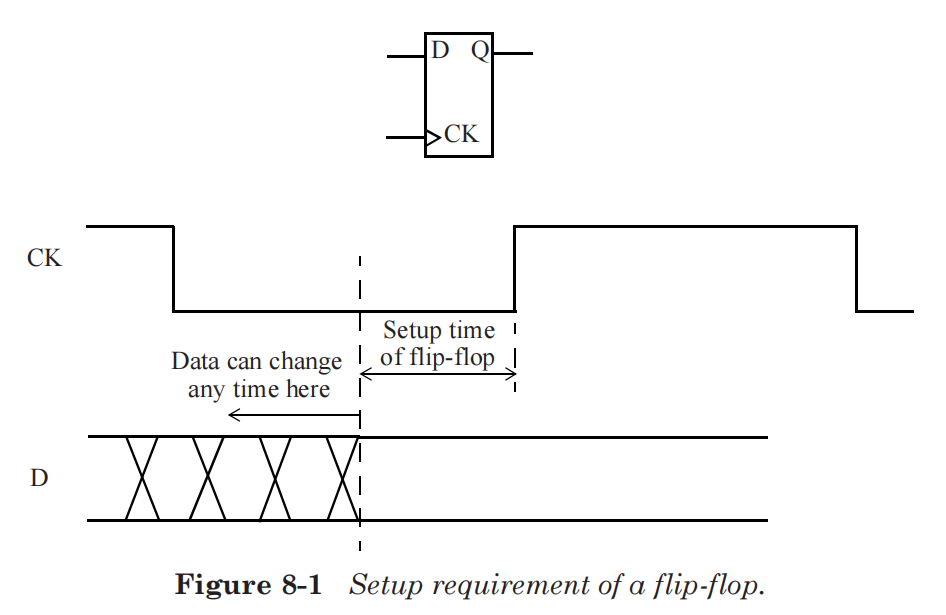 D Q
CK
CK
Setup time
of flip-flop
Data can change
any time here
D
Figure 8-1 Setup requirement of a flip-flop.